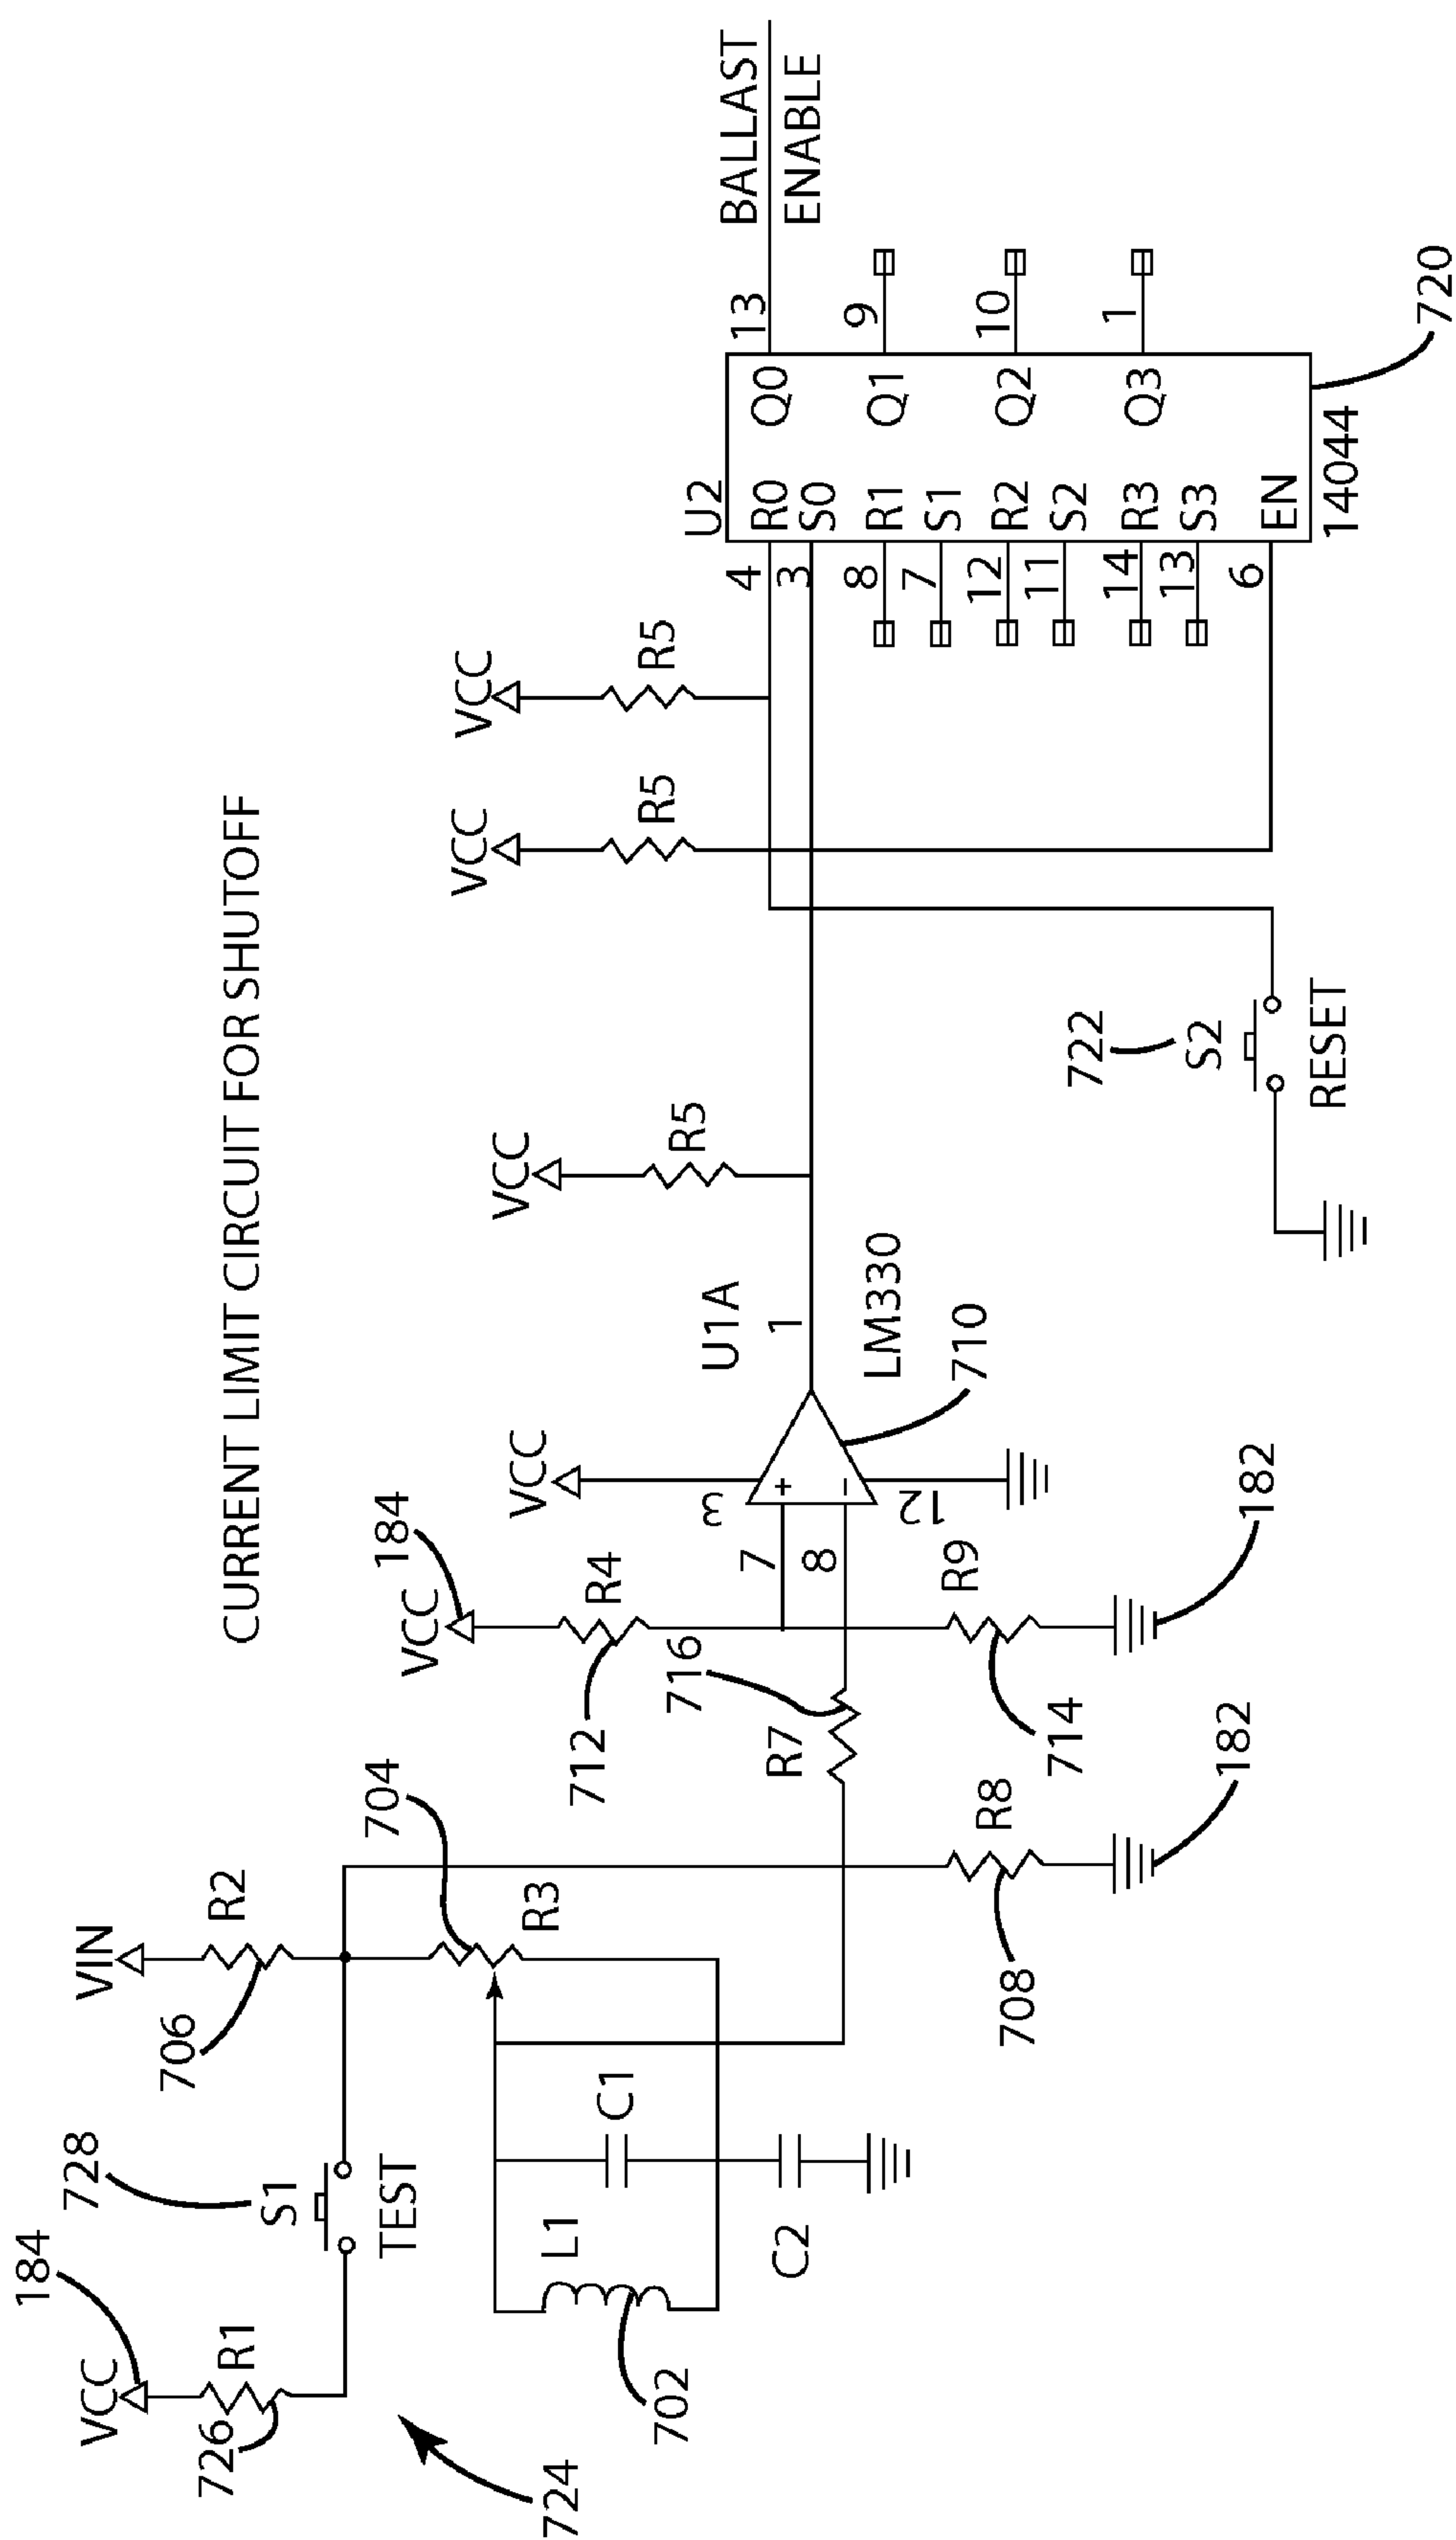 CURRENT LIMIT CIRCUIT FOR SHUTOFF
184
VCC
R1
726
724
728
S1
TEST
VIN
R2
706
704
R3
L1
702
C1
C2
R8
708
182
184
VCC
R4
712
716
R7
R9
714
182
VCC
3
7
8
12
U1A
1
LM330
710
VCC
R5
VCC
R5
VCC
R5
722
S2
RESET
U2
4
R0
3
S0
8
R1
7
S1
12
R2
11
S2
14
R3
13
S3
6
EN
Q0
13
Q1
9
Q2
10
Q3
1
14044
720
BALLAST
ENABLE